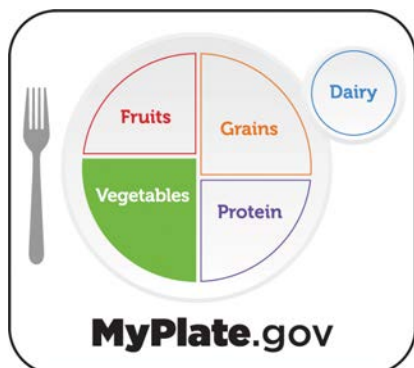 Fruits
Grains
Dairy
Vegetables
Protein
MyPlate.gov